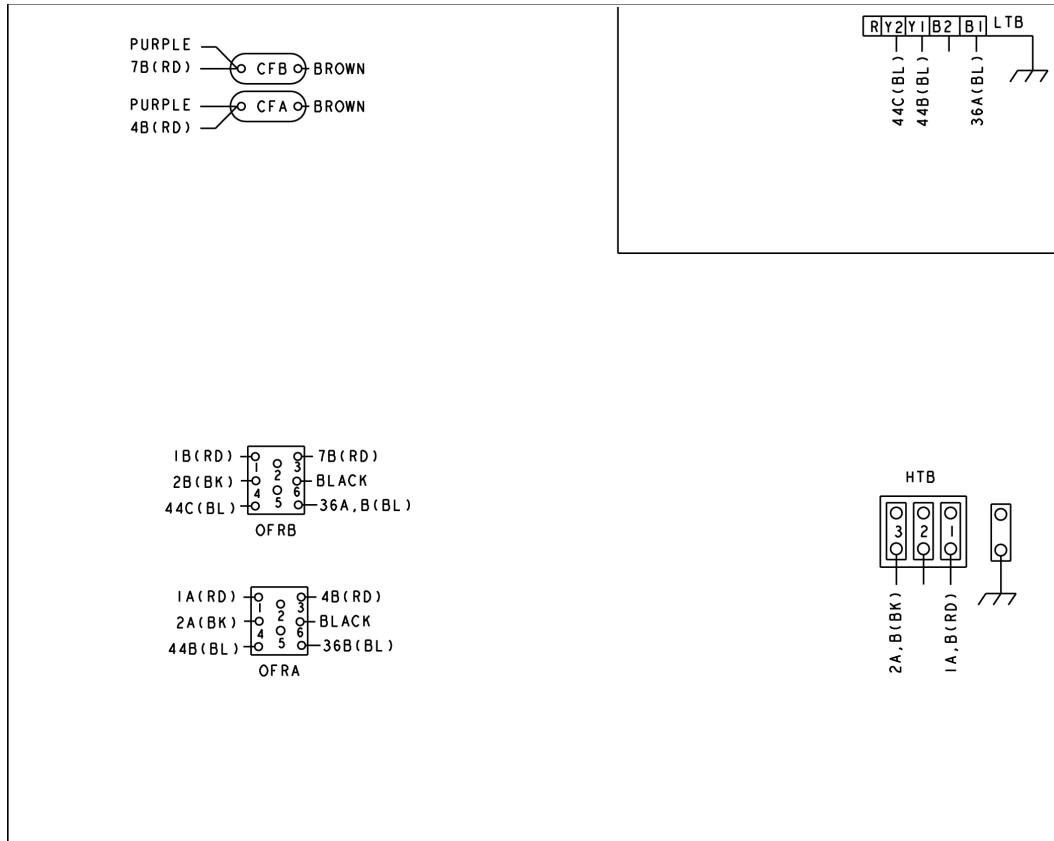 PURPLE
7B(RD) CFB BROWN
PURPLE CFA BROWN
4B(RD)
R Y2 Y1 B2 B1 LTB
44C(BL)
44B(BL)
36A(BL)
1B(RD) 1 2 3 7B(RD)
2B(BK) 4 5 6 BLACK
44C(BL) 36A,B(BL)
OFRB
1A(RD) 1 2 3 4B(RD)
2A(BK) 4 5 6 BLACK
44B(BL) 36B(BL)
OFRA
HTB
3 2 1
2A,B(BK)
1A,B(RD)